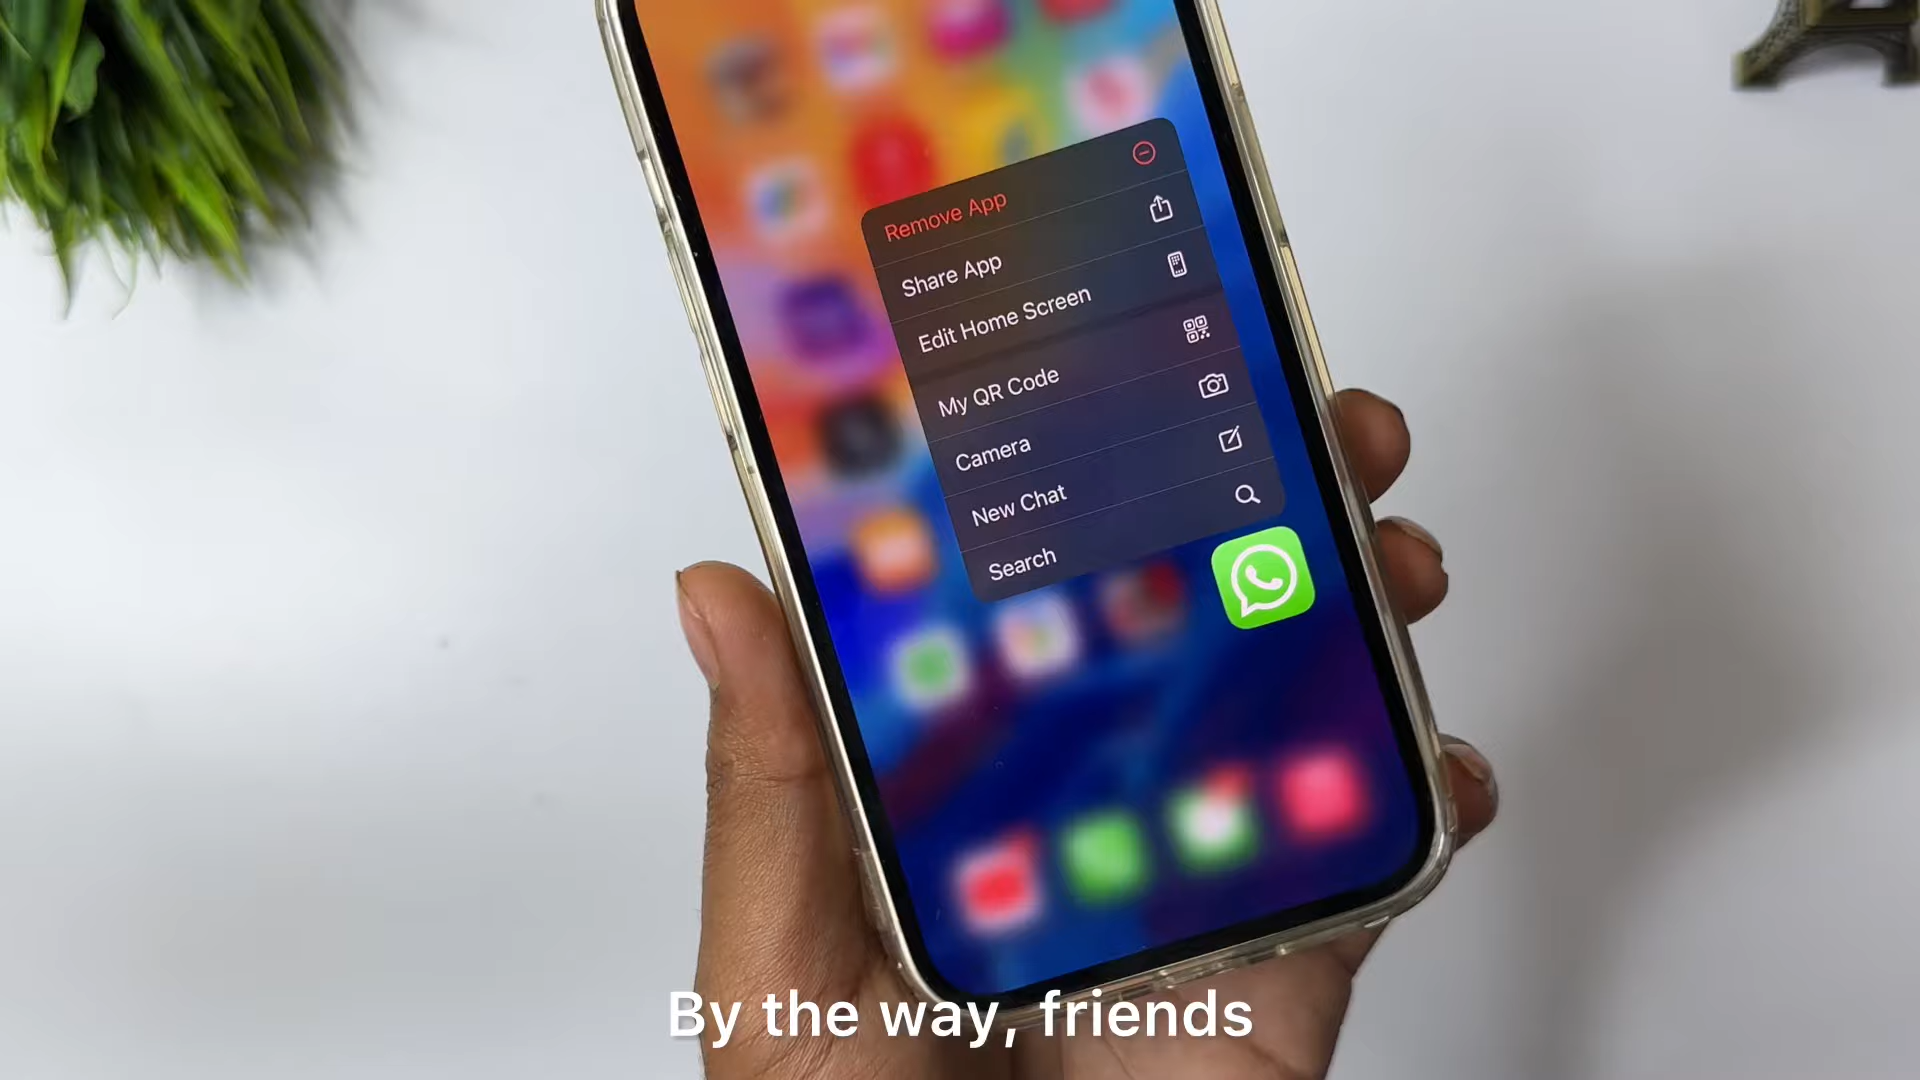 Remove App
Share App
Edit Home Screen
My QR Code
Camera
New Chat
Search
By the way, friends